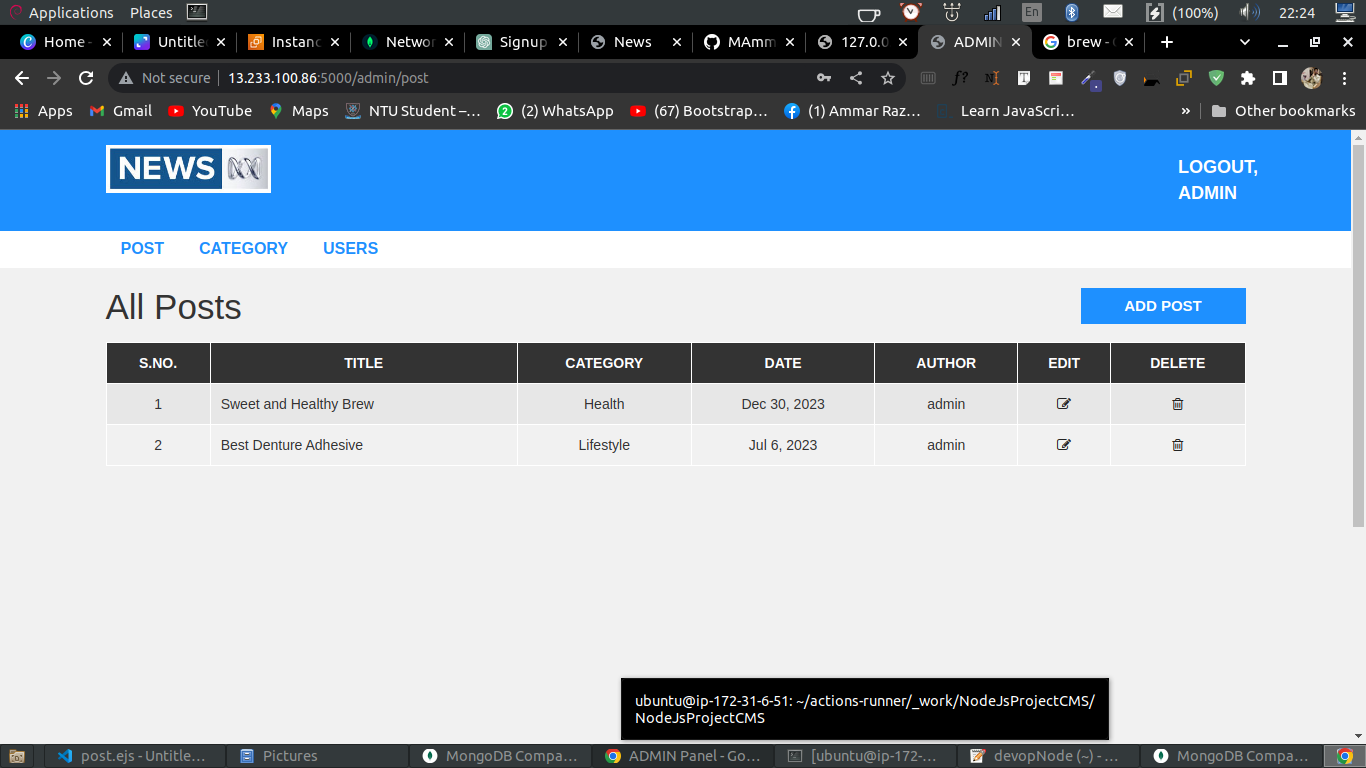 Applications Places En (100%) 22:24
Home - Untitle Instanc Networ Signup News MAmm 127.0.0 ADMIN brew -
Not secure 13.233.100.86:5000/admin/post
Apps Gmail YouTube Maps NTU Student –... (2) WhatsApp (67) Bootstrap... (1) Ammar Raz... Learn JavaScri... » Other bookmarks
NEWS
LOGOUT,
ADMIN
POST CATEGORY USERS
All Posts ADD POST
S.NO. TITLE CATEGORY DATE AUTHOR EDIT DELETE
1 Sweet and Healthy Brew Health Dec 30, 2023 admin
2 Best Denture Adhesive Lifestyle Jul 6, 2023 admin
ubuntu@ip-172-31-6-51: ~/actions-runner/_work/NodeJsProjectCMS/
NodeJsProjectCMS
post.ejs - Untitle... Pictures MongoDB Compa... ADMIN Panel - Go... [ubuntu@ip-172-... devopNode (~) - ... MongoDB Compa...